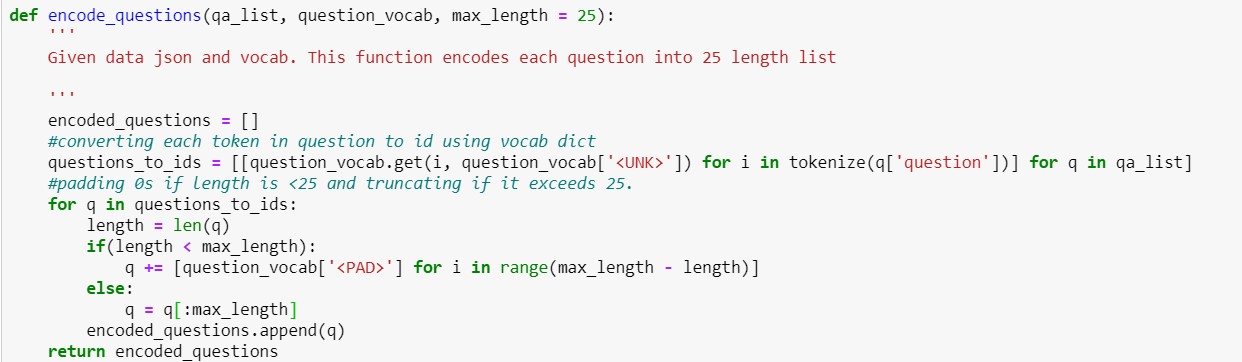 def encode_questions(qa_list, question_vocab, max_length = 25):
    '''
    Given data json and vocab. This function encodes each question into 25 length list

    '''
    encoded_questions = []
    #converting each token in question to id using vocab dict
    questions_to_ids = [[question_vocab.get(i, question_vocab['<UNK>']) for i in tokenize(q['question'])] for q in qa_list]
    #padding 0s if length is <25 and truncating if it exceeds 25.
    for q in questions_to_ids:
        length = len(q)
        if(length < max_length):
            q += [question_vocab['<PAD>'] for i in range(max_length - length)]
        else:
            q = q[:max_length]
        encoded_questions.append(q)
    return encoded_questions